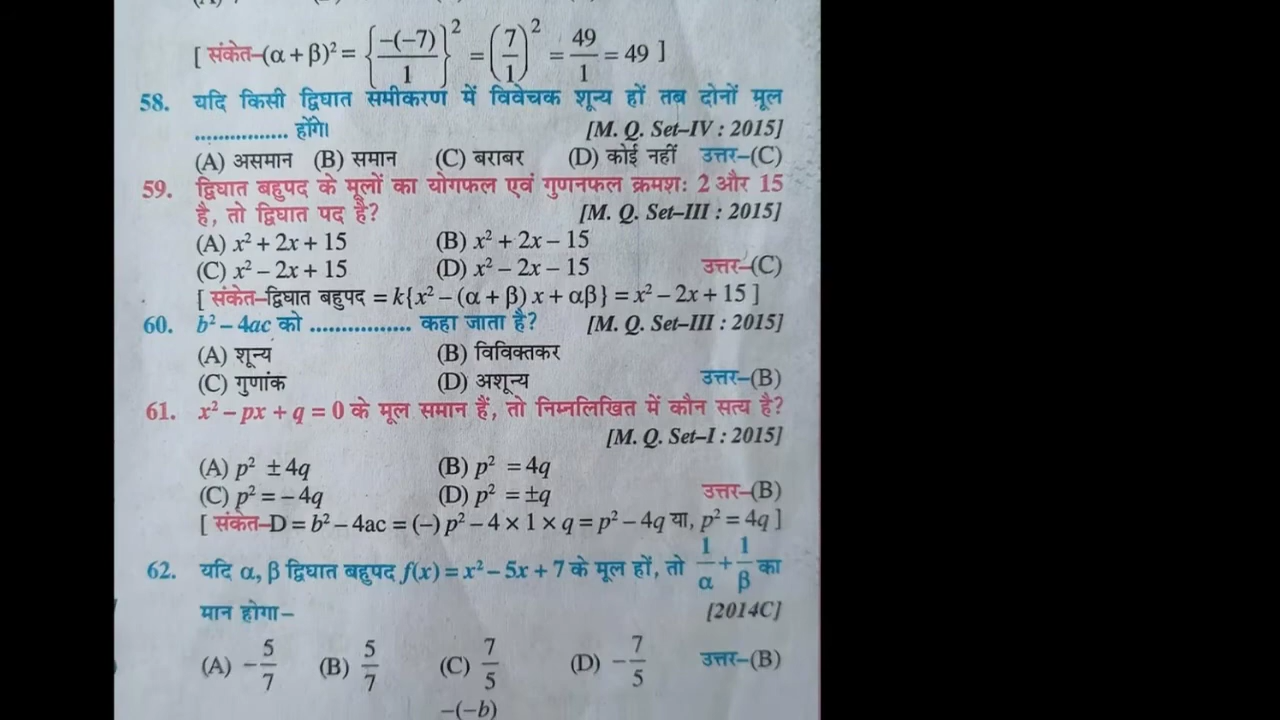 [ संकेत–(α + β)² = {-(-7)/1}² = (7/1)² = 49/1 = 49 ]
58. यदि किसी द्विघात समीकरण में विवेचक शून्य हों तब दोनों मूल
................ होंगे। [M. Q. Set–IV : 2015]
(A) असमान (B) समान (C) बराबर (D) कोई नहीं उत्तर–(C)
59. द्विघात बहुपद के मूलों का योगफल एवं गुणनफल क्रमशः 2 और 15
है, तो द्विघात पद है? [M. Q. Set–III : 2015]
(A) x² + 2x + 15 (B) x² + 2x – 15
(C) x² – 2x + 15 (D) x² – 2x – 15 उत्तर–(C)
[ संकेत–द्विघात बहुपद = k{x² – (α + β) x + αβ} = x² – 2x + 15 ]
60. b² – 4ac को ................ कहा जाता है? [M. Q. Set–III : 2015]
(A) शून्य (B) विविक्तकर
(C) गुणांक (D) अशून्य उत्तर–(B)
61. x² – px + q = 0 के मूल समान हैं, तो निम्नलिखित में कौन सत्य है?
[M. Q. Set–I : 2015]
(A) p² ± 4q (B) p² = 4q
(C) p² = – 4q (D) p² = ±q उत्तर–(B)
[ संकेत–D = b² – 4ac = (–) p² – 4 × 1 × q = p² – 4q या, p² = 4q ]
62. यदि α, β द्विघात बहुपद f(x) = x² – 5x + 7 के मूल हों, तो 1/α + 1/β का
मान होगा– [2014C]
(A) –5/7 (B) 5/7 (C) 7/5 (D) –7/5 उत्तर–(B)
–(–b)